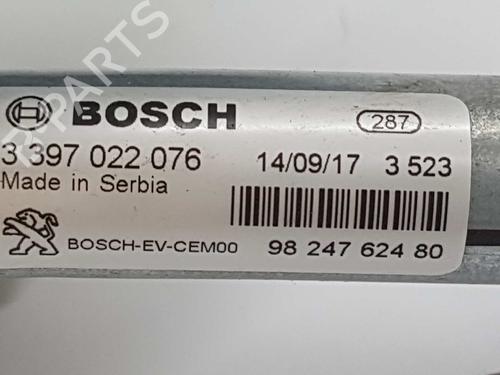 BOSCH
287
3 397 022 076
14/09/17 3 523
Made in Serbia
BOSCH-EV-CEM00
98 247 624 80
B-PARTS